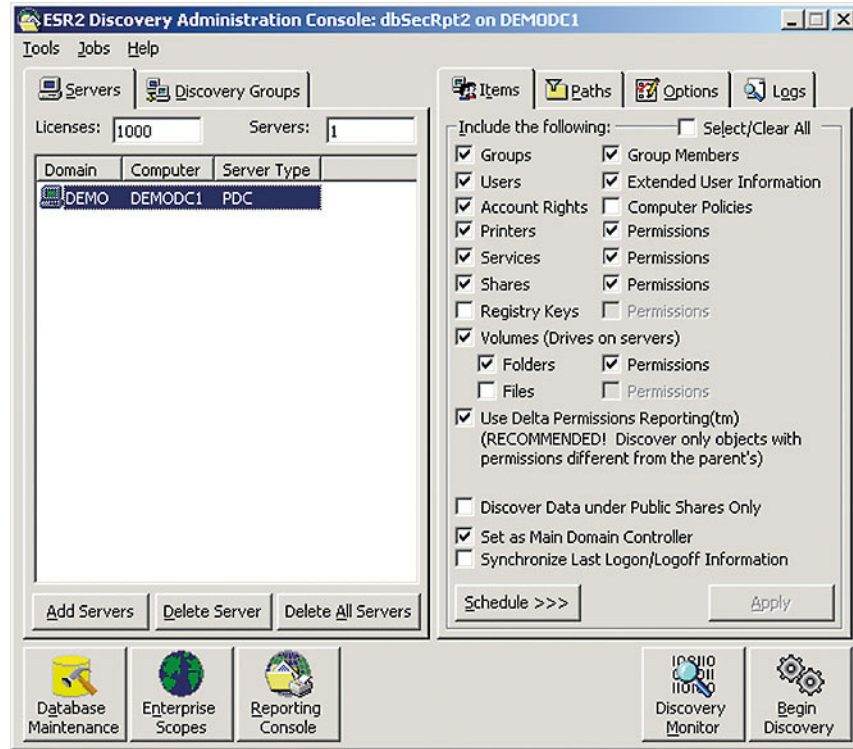 ESR2 Discovery Administration Console: dbSecRpt2 on DEMODC1
Tools Jobs Help
Servers Discovery Groups
Licenses: 1000 Servers: 1
Domain Computer Server Type
DEMO DEMODC1 PDC
Add Servers Delete Server Delete All Servers
Items Paths Options Logs
Include the following: Select/Clear All
Groups Group Members
Users Extended User Information
Account Rights Computer Policies
Printers Permissions
Services Permissions
Shares Permissions
Registry Keys Permissions
Volumes (Drives on servers)
Folders Permissions
Files Permissions
Use Delta Permissions Reporting(tm)
(RECOMMENDED! Discover only objects with
permissions different from the parent's)
Discover Data under Public Shares Only
Set as Main Domain Controller
Synchronize Last Logon/Logoff Information
Schedule >>> Apply
Database
Maintenance
Enterprise
Scopes
Reporting
Console
Discovery
Monitor
Begin
Discovery